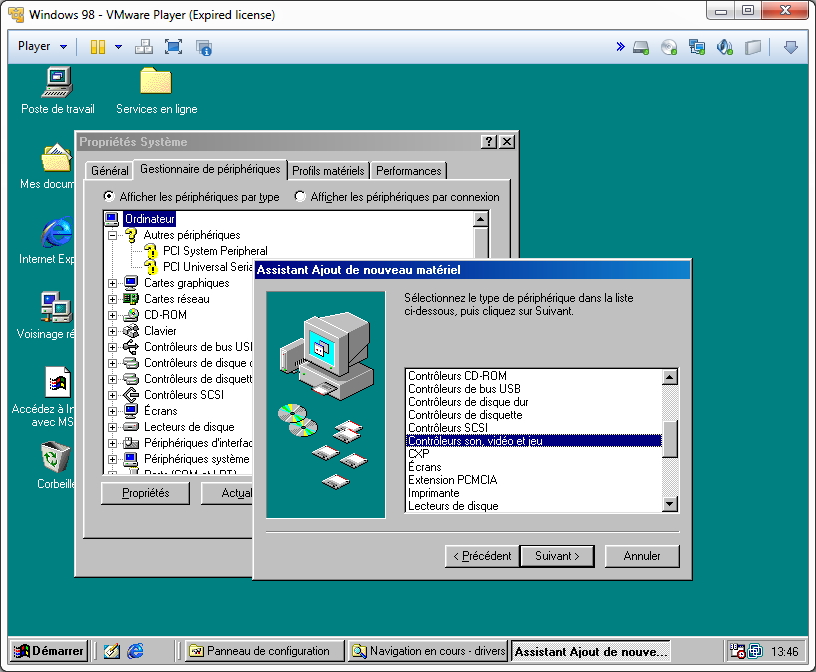 Windows 98 - VMware Player (Expired license)
Player
Poste de travail
Services en ligne
Mes docum
Internet Exp
Voisinage ré
Accédez à In
avec MS
Corbeille
Propriétés Système
Général
Gestionnaire de périphériques
Profils matériels
Performances
Afficher les périphériques par type
Afficher les périphériques par connexion
Ordinateur
Autres périphériques
PCI System Peripheral
PCI Universal Seria
Cartes graphiques
Cartes réseau
CD-ROM
Clavier
Contrôleurs de bus USB
Contrôleurs de disque d
Contrôleurs de disquett
Contrôleurs SCSI
Écrans
Lecteurs de disque
Périphériques d'interfac
Périphériques système
Ports (COM et LPT)
Propriétés
Actual
Assistant Ajout de nouveau matériel
Sélectionnez le type de périphérique dans la liste
ci-dessous, puis cliquez sur Suivant.
Contrôleurs CD-ROM
Contrôleurs de bus USB
Contrôleurs de disque dur
Contrôleurs de disquette
Contrôleurs SCSI
Contrôleurs son, vidéo et jeu
CXP
Écrans
Extension PCMCIA
Imprimante
Lecteurs de disque
< Précédent
Suivant >
Annuler
Démarrer
Panneau de configuration
Navigation en cours - drivers
Assistant Ajout de nouve...
13:46